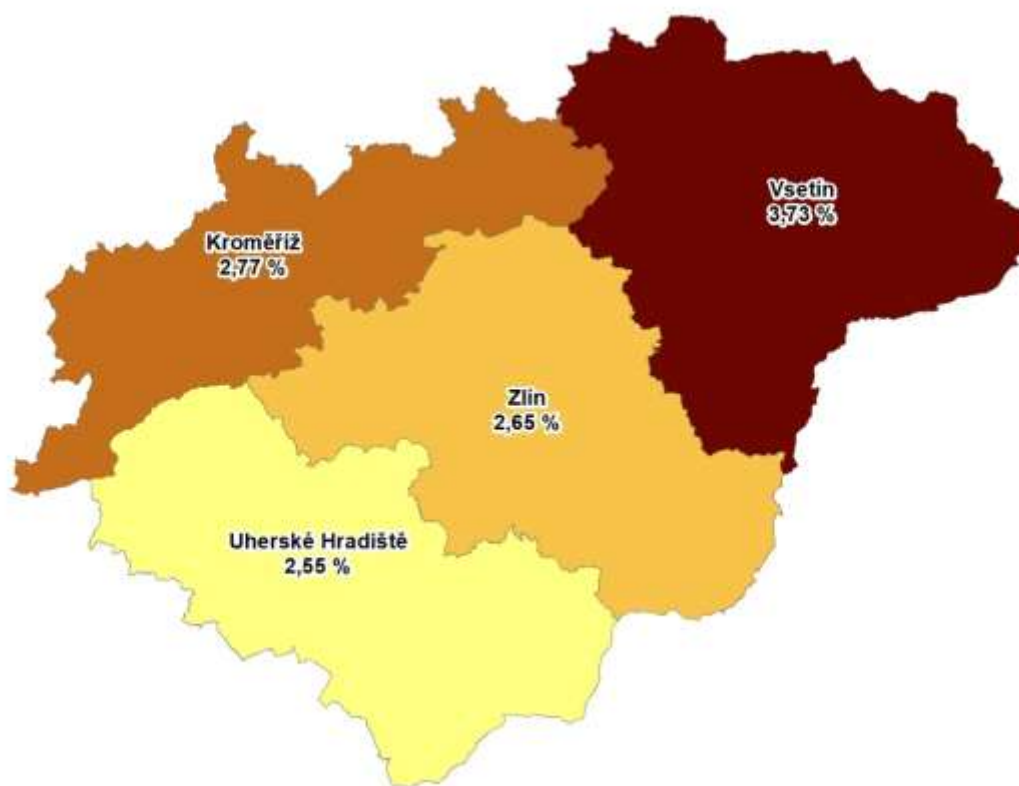 Vsetín
3,73 %
Kroměříž
2,77 %
Zlín
2,65 %
Uherské Hradiště
2,55 %